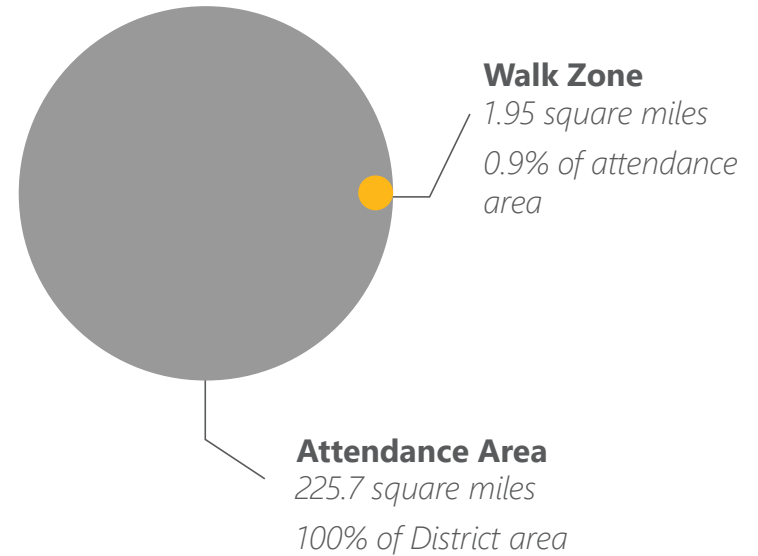 Walk Zone
1.95 square miles
0.9% of attendance
area
Attendance Area
225.7 square miles
100% of District area